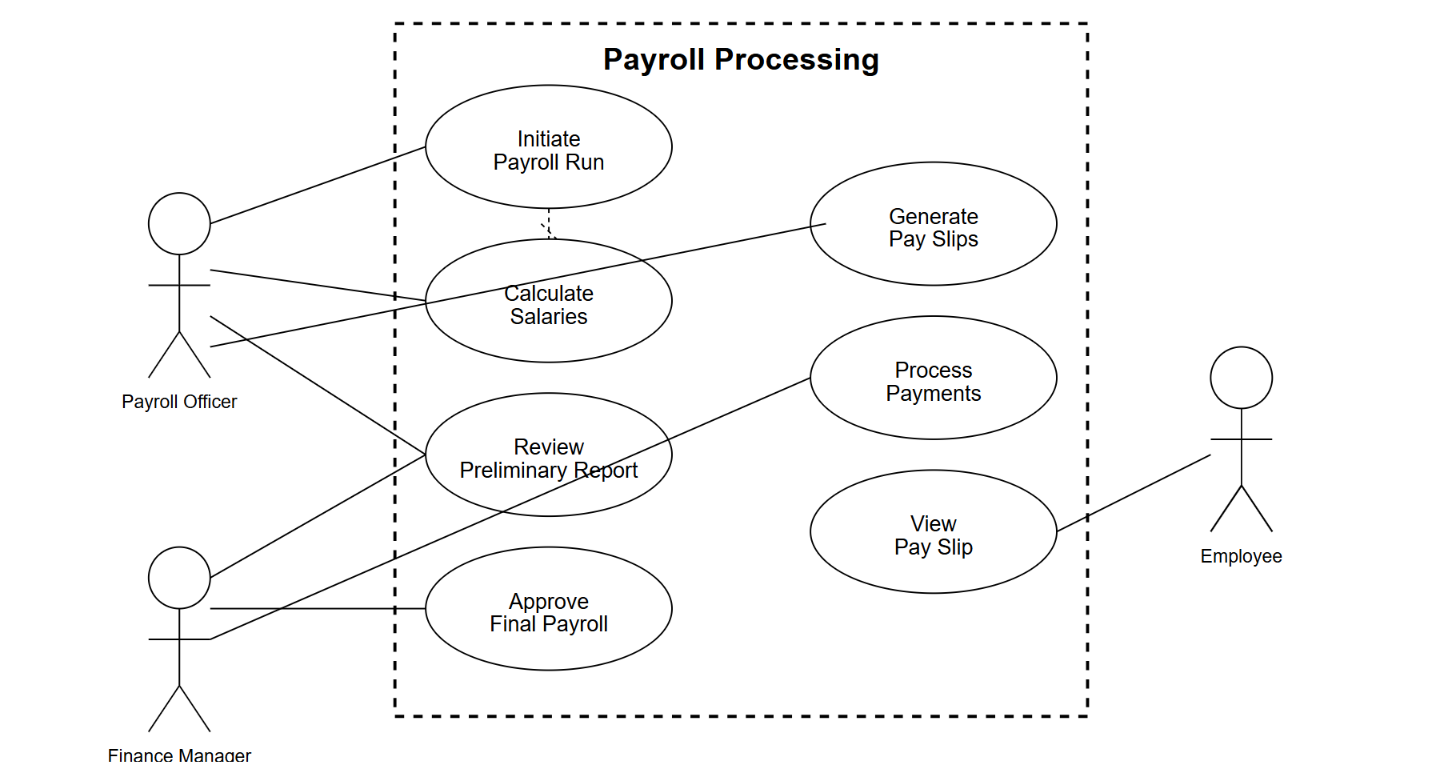 Payroll Processing
Initiate
Payroll Run
Generate
Pay Slips
Calculate
Salaries
Process
Payments
Payroll Officer
Review
Preliminary Report
View
Pay Slip
Employee
Approve
Final Payroll
Finance Manager